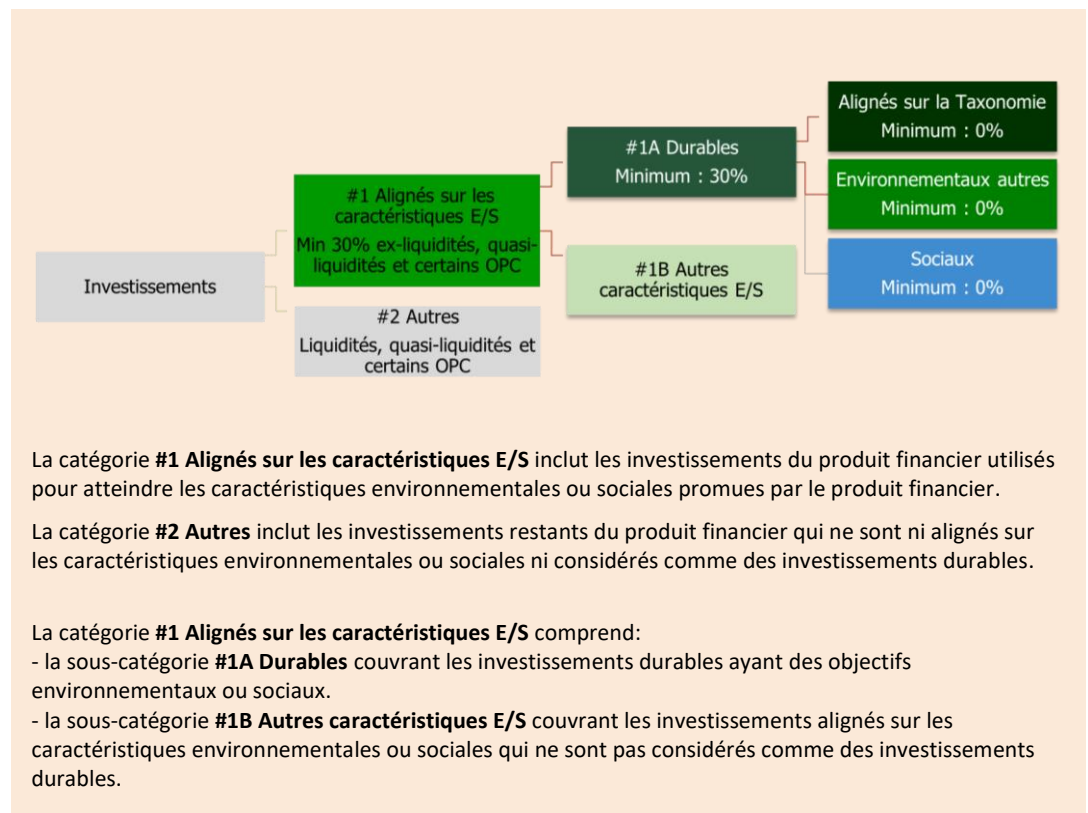 Alignés sur la Taxonomie
Minimum : 0%
#1A Durables
Minimum : 30%
Environnementaux autres
Minimum : 0%
#1 Alignés sur les
caractéristiques E/S
Min 30% ex-liquidités, quasi-
liquidités et certains OPC
Sociaux
Minimum : 0%
#1B Autres
caractéristiques E/S
Investissements
#2 Autres
Liquidités, quasi-liquidités et
certains OPC
La catégorie #1 Alignés sur les caractéristiques E/S inclut les investissements du produit financier utilisés
pour atteindre les caractéristiques environnementales ou sociales promues par le produit financier.
La catégorie #2 Autres inclut les investissements restants du produit financier qui ne sont ni alignés sur
les caractéristiques environnementales ou sociales ni considérés comme des investissements durables.
La catégorie #1 Alignés sur les caractéristiques E/S comprend:
- la sous-catégorie #1A Durables couvrant les investissements durables ayant des objectifs
environnementaux ou sociaux.
- la sous-catégorie #1B Autres caractéristiques E/S couvrant les investissements alignés sur les
caractéristiques environnementales ou sociales qui ne sont pas considérés comme des investissements
durables.